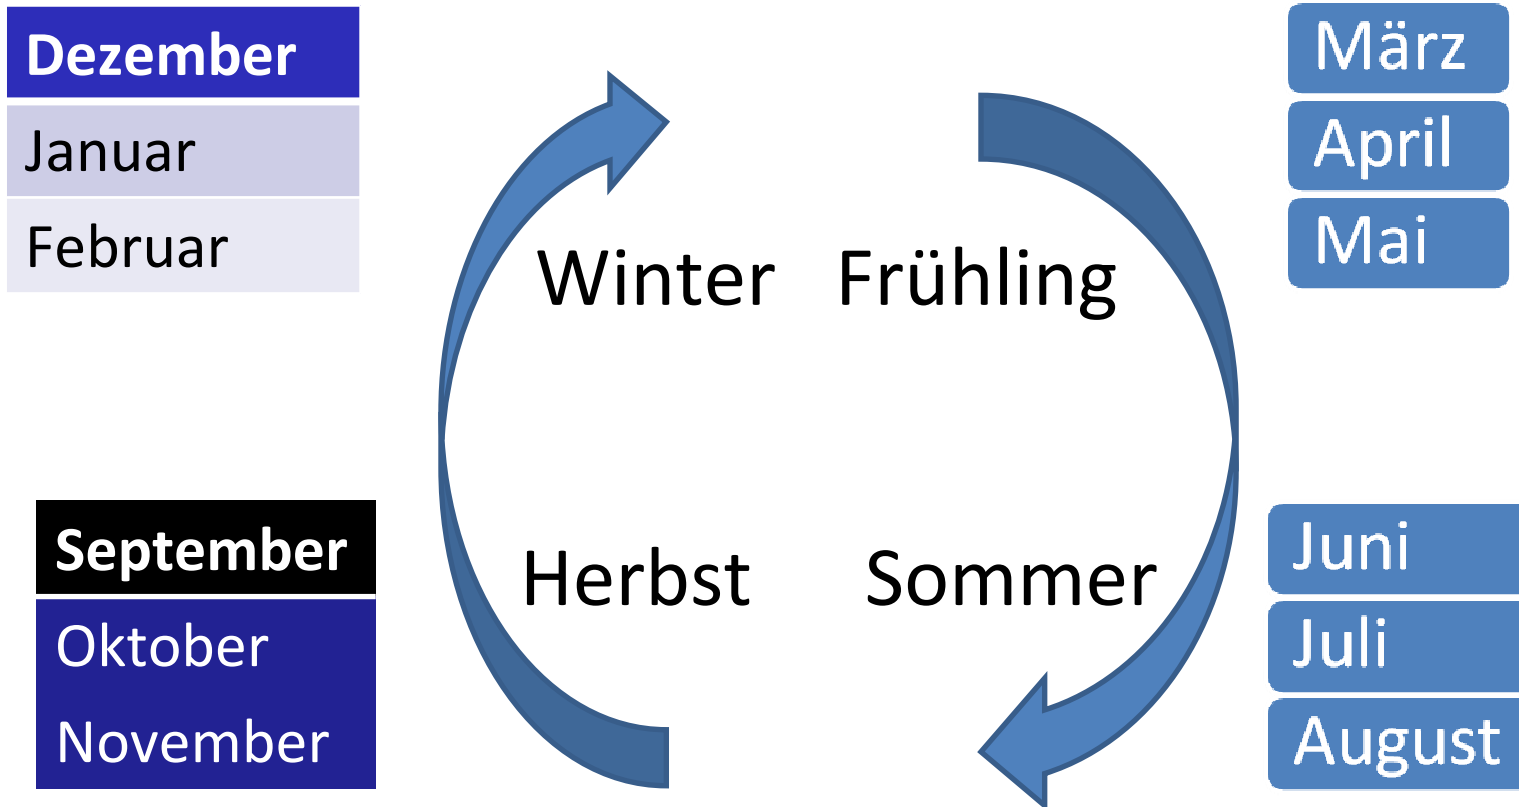 Dezember
Januar
Februar
Winter
Frühling
März
April
Mai
September
Oktober
November
Herbst
Sommer
Juni
Juli
August